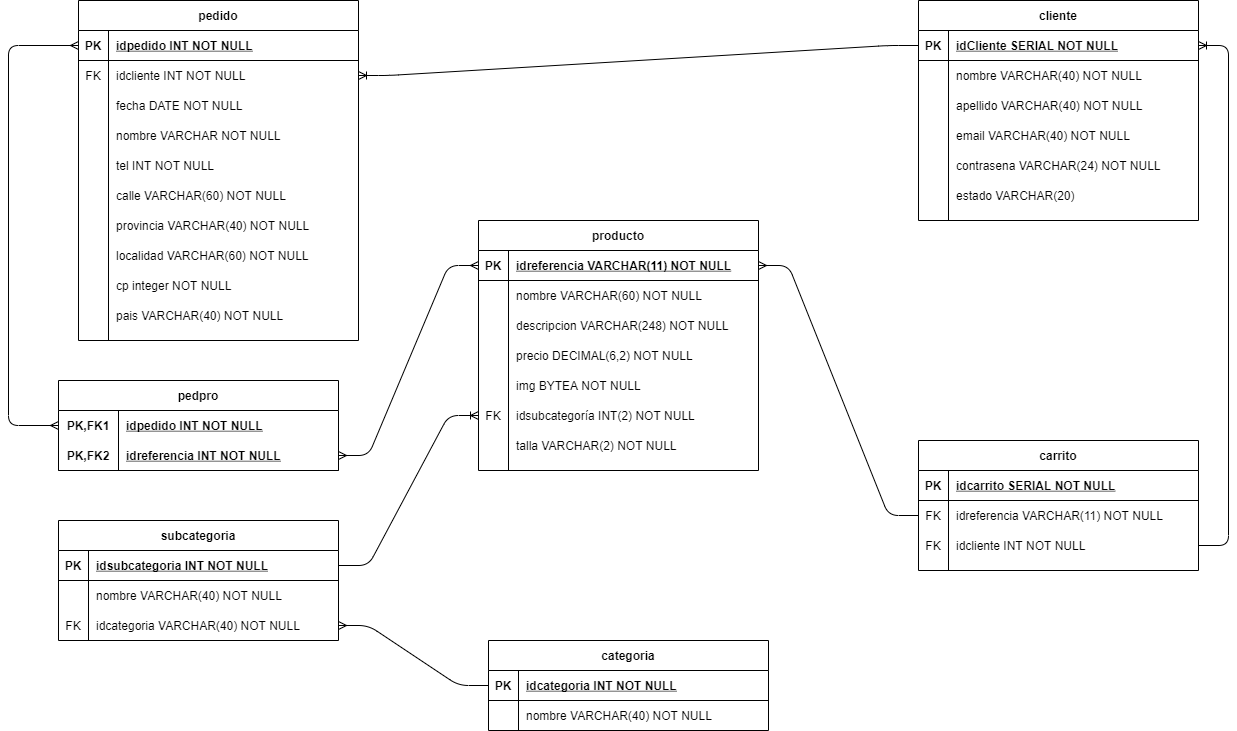 pedido
PK idpedido INT NOT NULL
FK idcliente INT NOT NULL
fecha DATE NOT NULL
nombre VARCHAR NOT NULL
tel INT NOT NULL
calle VARCHAR(60) NOT NULL
provincia VARCHAR(40) NOT NULL
localidad VARCHAR(60) NOT NULL
cp integer NOT NULL
pais VARCHAR(40) NOT NULL
cliente
PK idCliente SERIAL NOT NULL
nombre VARCHAR(40) NOT NULL
apellido VARCHAR(40) NOT NULL
email VARCHAR(40) NOT NULL
contrasena VARCHAR(24) NOT NULL
estado VARCHAR(20)
producto
PK idreferencia VARCHAR(11) NOT NULL
nombre VARCHAR(60) NOT NULL
descripcion VARCHAR(248) NOT NULL
precio DECIMAL(6,2) NOT NULL
img BYTEA NOT NULL
FK idsubcategoría INT(2) NOT NULL
talla VARCHAR(2) NOT NULL
pedpro
PK,FK1 idpedido INT NOT NULL
PK,FK2 idreferencia INT NOT NULL
carrito
PK idcarrito SERIAL NOT NULL
FK idreferencia VARCHAR(11) NOT NULL
FK idcliente INT NOT NULL
subcategoria
PK idsubcategoria INT NOT NULL
nombre VARCHAR(40) NOT NULL
FK idcategoria VARCHAR(40) NOT NULL
categoria
PK idcategoria INT NOT NULL
nombre VARCHAR(40) NOT NULL